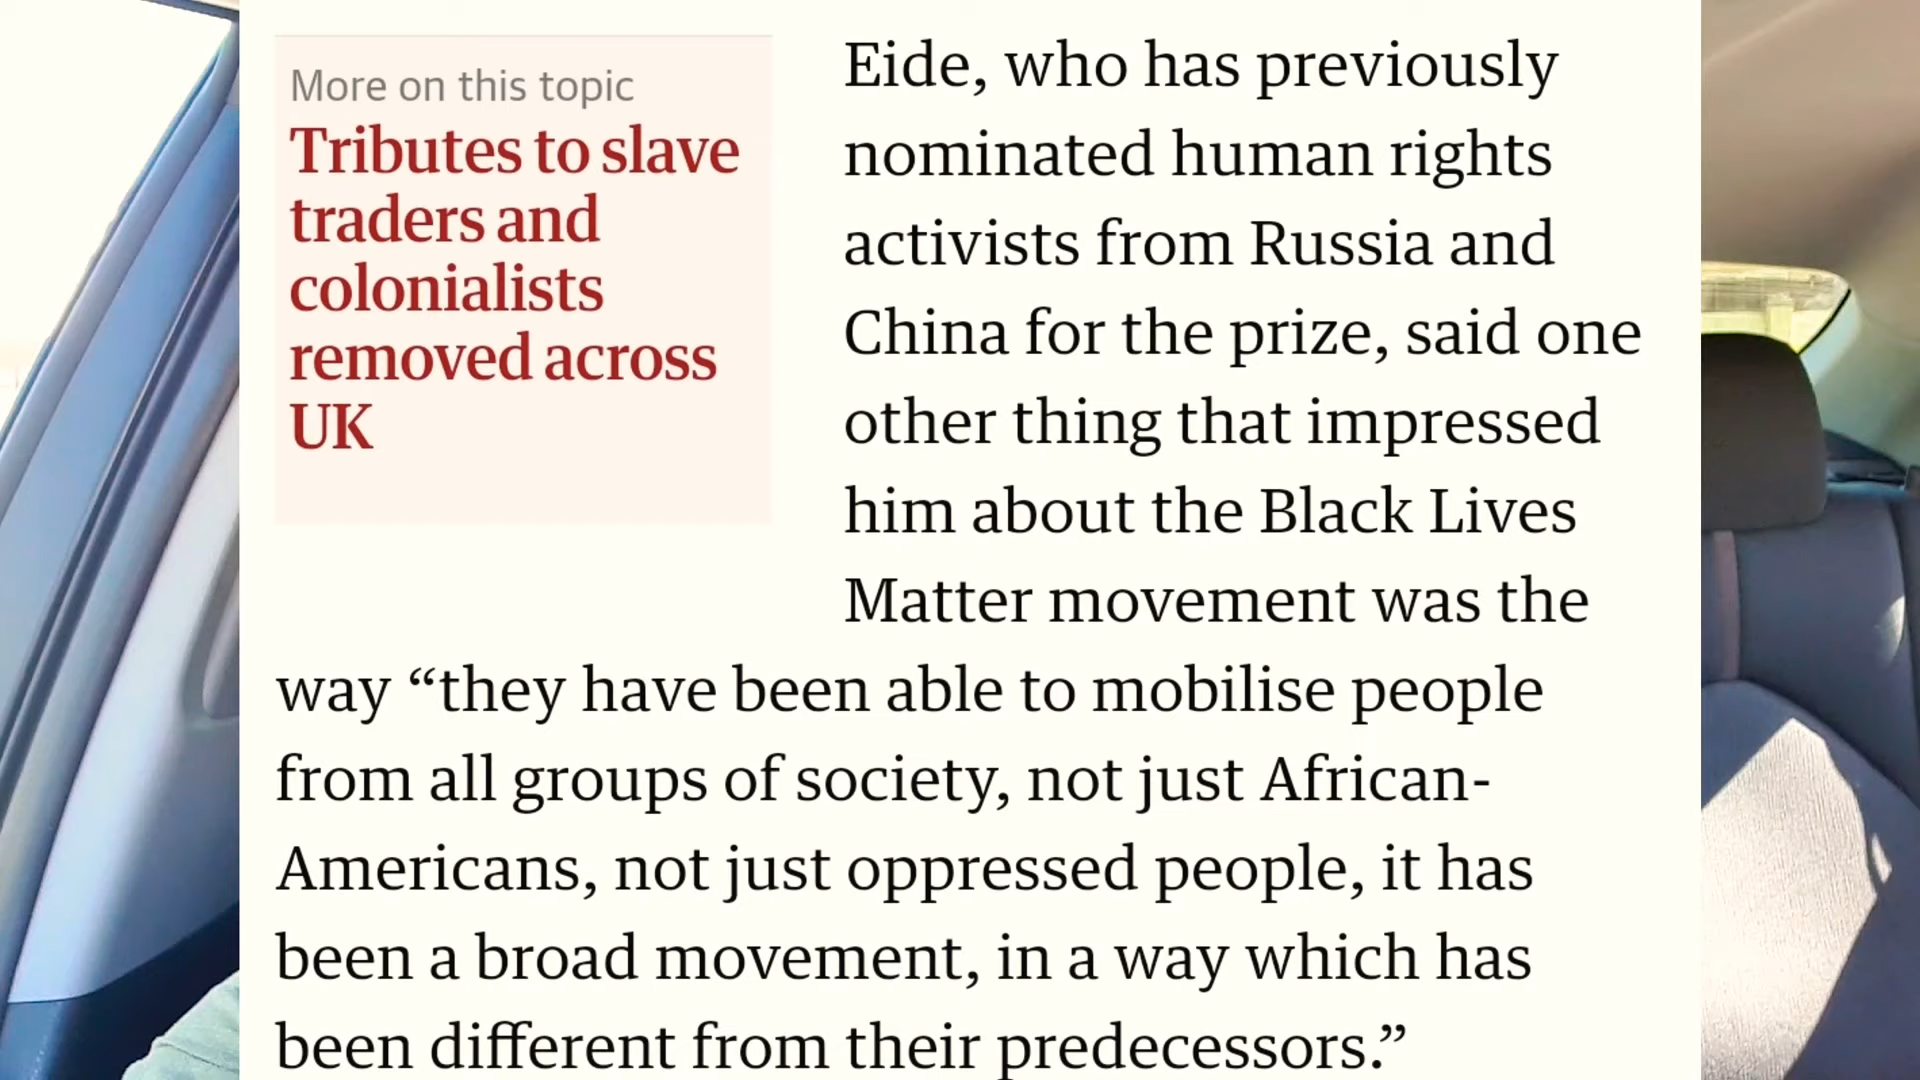 More on this topic
Tributes to slave
traders and
colonialists
removed across
UK
Eide, who has previously
nominated human rights
activists from Russia and
China for the prize, said one
other thing that impressed
him about the Black Lives
Matter movement was the
way “they have been able to mobilise people
from all groups of society, not just African-
Americans, not just oppressed people, it has
been a broad movement, in a way which has
been different from their predecessors.”